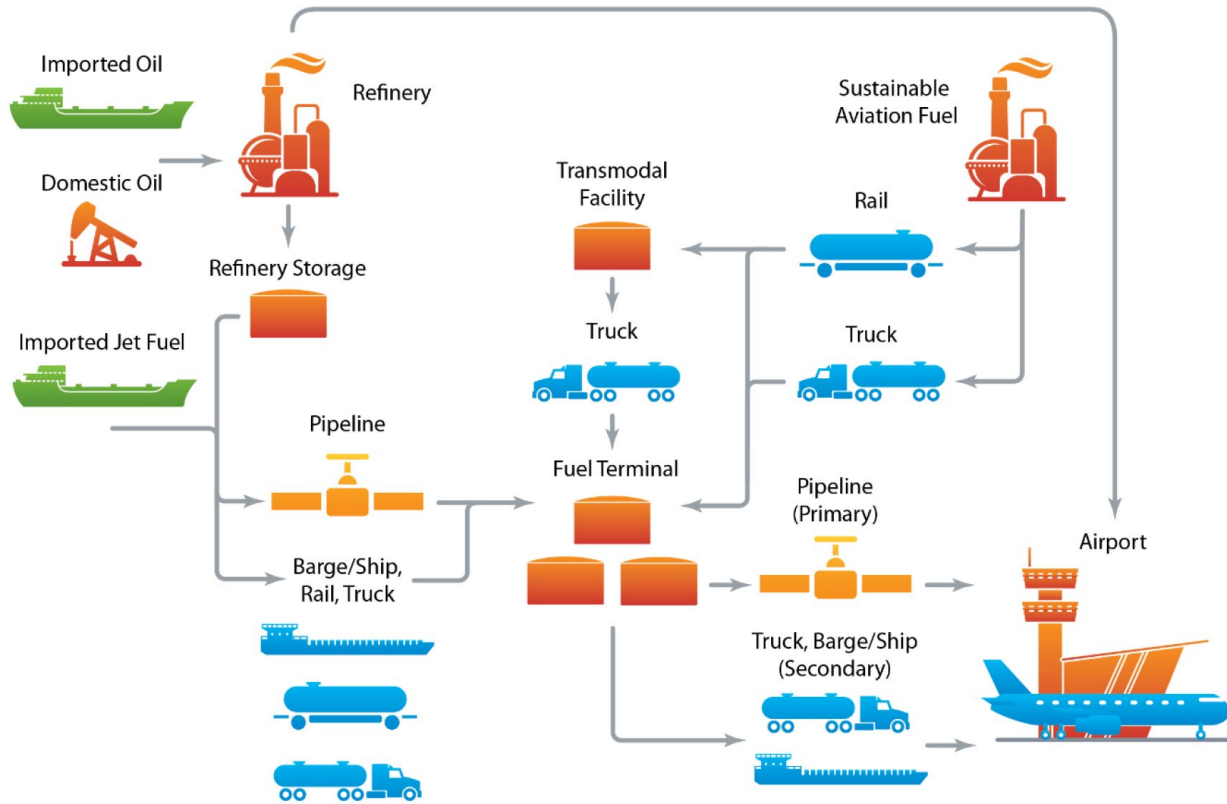 Imported Oil
Refinery
Domestic Oil
Refinery Storage
Imported Jet Fuel
Pipeline
Barge/Ship,
Rail, Truck
Transmodal
Facility
Truck
Fuel Terminal
Sustainable
Aviation Fuel
Rail
Truck
Pipeline
(Primary)
Truck, Barge/Ship
(Secondary)
Airport